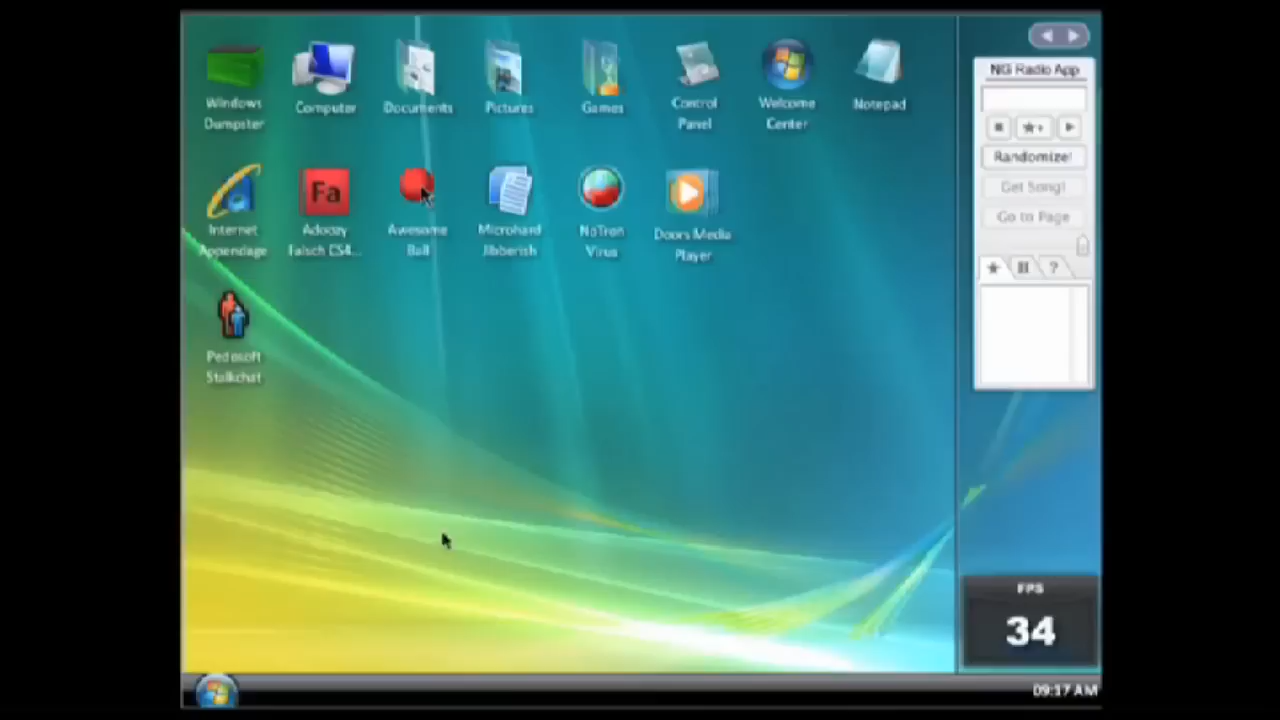 Windows
Dumpster
Computer
Documents
Pictures
Games
Control
Panel
Welcome
Center
Notepad
Internet
Appendage
Fa
Adobay
Falsch CS4...
Awesome
Ball
Microhard
Jibberish
NoTron
Virus
Doors Media
Player
Pedosoft
Stalkchat
NG Radio App
Randomize!
Get Song!
Go to Page
?
FPS
34
09:17 AM